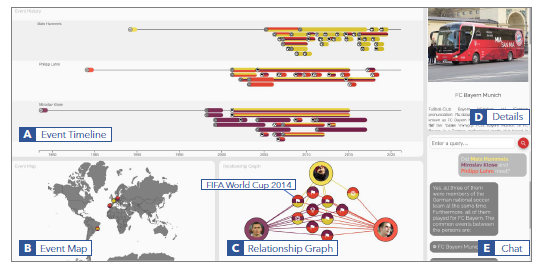 Event History
Mats Hummels
Philipp Lahm
Miroslav Klose
A Event Timeline
1980 1985 1990 1995 2000 2005 2010 2015 2020
Event Map
B Event Map
Relationship Graph
FIFA World Cup 2014
C Relationship Graph
FC Bayern Munich
D Details
Enter a query...
Did Mats Hummels
Miroslav Klose
Philipp Lahm meet?
Yes, all three of them
were members of the
German national soccer
team at the same time.
Furthermore, all of them
played for FC Bayern
The common events between
the persons are:
# FC Bayern Munich
E Chat